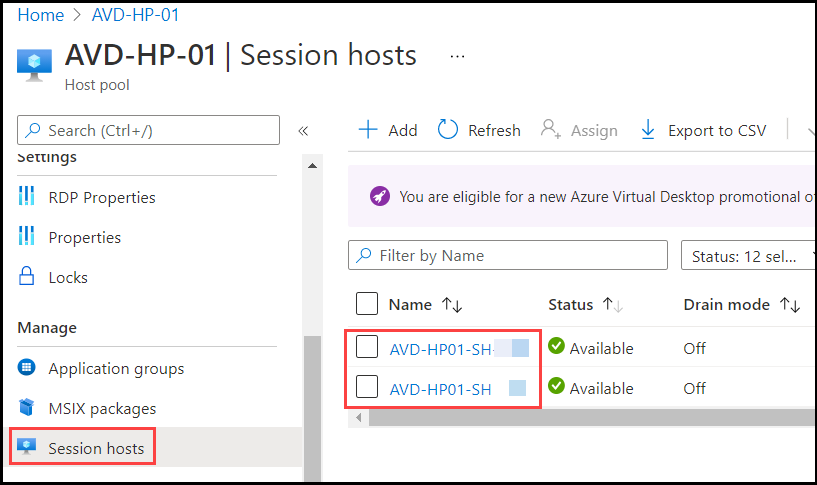 Home > AVD-HP-01
AVD-HP-01 | Session hosts ...
Host pool
Search (Ctrl+/)
«
Settings
RDP Properties
Properties
Locks
Manage
Application groups
MSIX packages
Session hosts
+ Add Refresh Assign Export to CSV
You are eligible for a new Azure Virtual Desktop promotional
Filter by Name
Status: 12 sel...
Name ↑↓ Status ↑↓ Drain mode ↑↓
AVD-HP01-SH- Available Off
AVD-HP01-SH Available Off